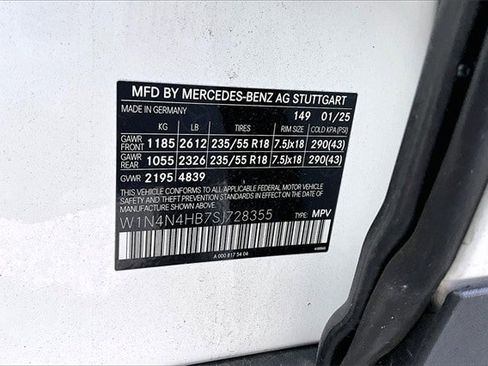 MFD BY MERCEDES-BENZ AG STUTTGART
MADE IN GERMANY 149 01/25
KG LB TIRES RIM SIZE COLD KPA (PSI)
GAWR FRONT 1185 2612 235/55 R18 7.5Jx18 290(43)
GAWR REAR 1055 2326 235/55 R18 7.5Jx18 290(43)
GVWR 2195 4839
THIS VEHICLE CONFORMS TO ALL APPLICABLE FEDERAL MOTOR VEHICLE
SAFETY AND THEFT PREVENTION STANDARDS IN EFFECT ON THE DATE
OF MANUFACTURE SHOWN ABOVE.
W1N4N4HB7SJ728355 TYPE: MPV
A 000 817 54 04